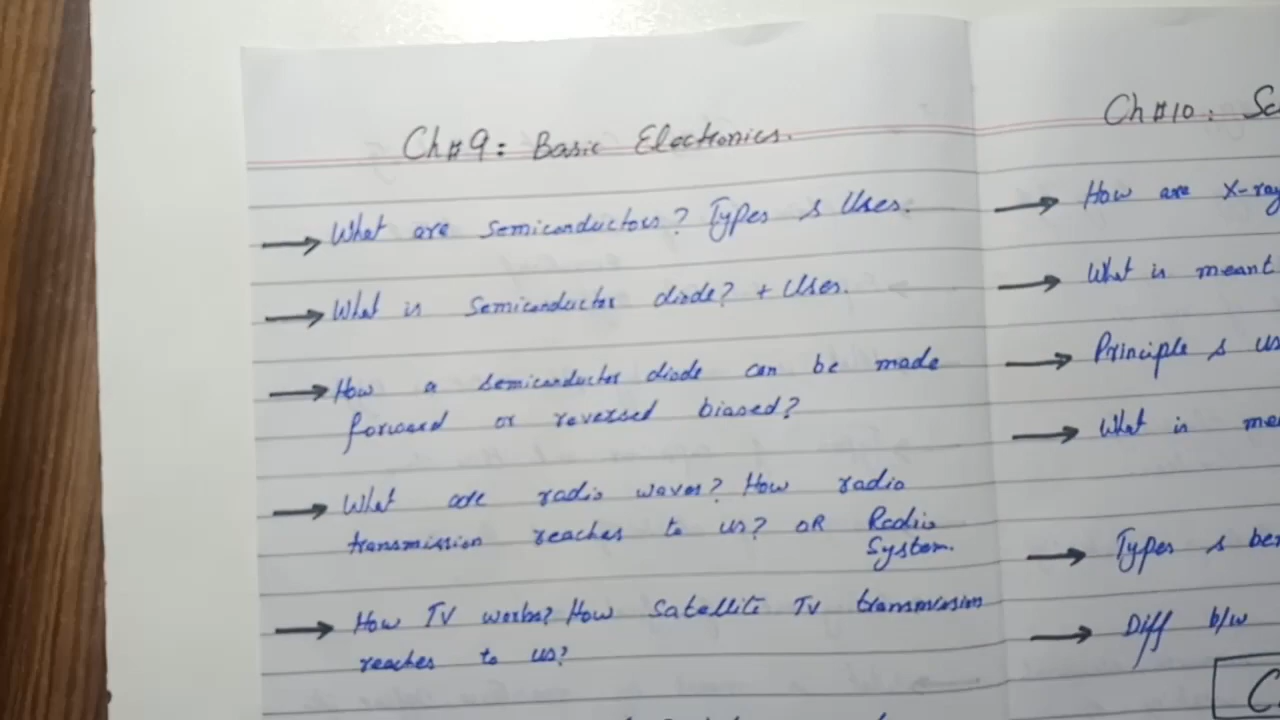 Ch#9: Basic Electronics.
→ What are semiconductors? Types & Uses.
→ What is Semiconductor diode? + Uses.
→ How a semiconductor diode can be made
forward or reversed biased?
→ What are radio waves? How radio
transmission reaches to us? OR Radio
System.
→ How TV works? How Satellite TV transmission
reaches to us?
Ch#10: Sc
→ How are X-ray
→ What is meant
→ Principle & us
→ What is me
→ Types & ben
→ Diff b/w